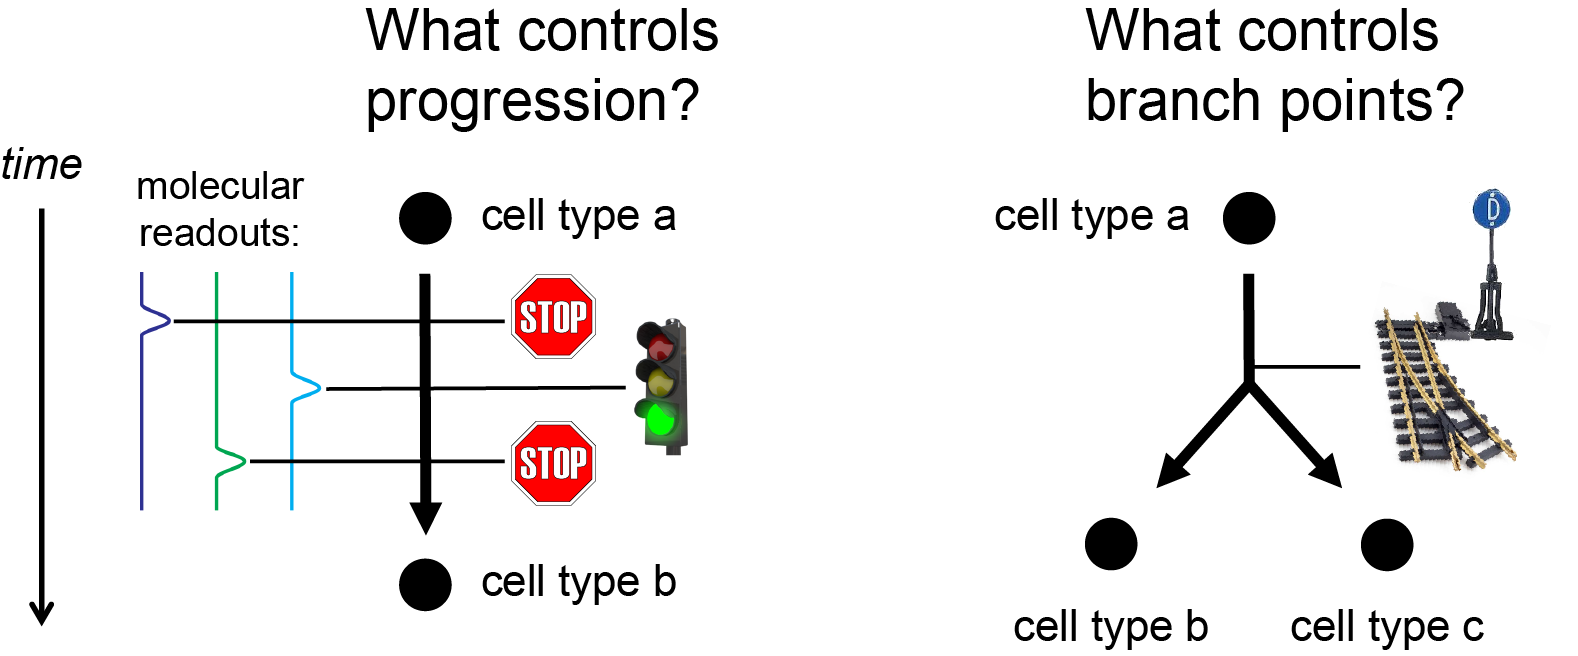 What controls
progression?
What controls
branch points?
time
molecular
readouts:
cell type a
STOP
STOP
cell type b
cell type a
D
cell type b
cell type c